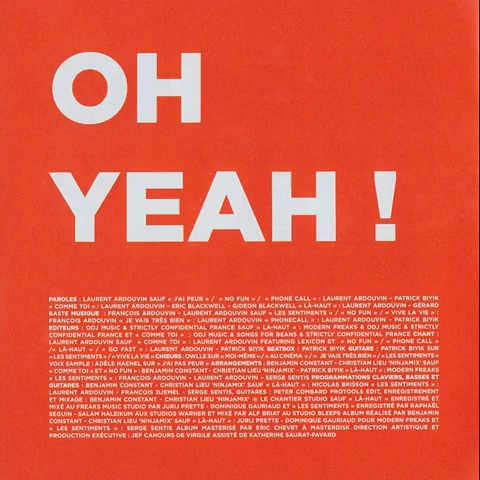 OH
YEAH !
PAROLES : LAURENT ARDOUVIN SAUF « J'AI PEUR » / « NO FUN » / « PHONE CALL » : LAURENT ARDOUVIN - PATRICK BIYIK
« COMME TOI » : LAURENT ARDOUVIN - ERIC BLACKWELL - GIDEON BLACKWELL « LÀ-HAUT » : LAURENT ARDOUVIN - GÉRARD
BASTE MUSIQUE : FRANÇOIS ARDOUVIN - LAURENT ARDOUVIN SAUF « LES SENTIMENTS » / « NO FUN » / « VIVE LA VIE » :
FRANÇOIS ARDOUVIN « JE VAIS TRÈS BIEN » : LAURENT ARDOUVIN « PHONECALL » : LAURENT ARDOUVIN - PATRICK BIYIK
EDITEURS : ODJ MUSIC & STRICTLY CONFIDENTIAL FRANCE SAUF « LÀ-HAUT » : MODERN FREAKS & ODJ MUSIC & STRICTLY
CONFIDENTIAL FRANCE ET « COMME TOI » : ODJ MUSIC & SONGS FOR BEANS & STRICTLY CONFIDENTIAL FRANCE CHANT :
LAURENT ARDOUVIN SAUF « COMME TOI » : LAURENT ARDOUVIN FEATURING LEXICON ET « NO FUN » / « PHONE CALL »
/« LÀ-HAUT » / « GO FAST » : LAURENT ARDOUVIN - PATRICK BIYIK BEATBOX : PATRICK BIYIK GUITARE : PATRICK BIYIK SUR
« LES SENTIMENTS » / « VIVE LA VIE » CHŒURS : OWLLE SUR « MOI-MÊME » / « AU CINÉMA » / « JE VAIS TRÈS BIEN » / « LES SENTIMENTS »
VOIX SAMPLE : ADÈLE HAENEL SUR « J'AI PAS PEUR » ARRANGEMENTS : BENJAMIN CONSTANT - CHRISTIAN LIEU 'NINJAMIX' SAUF
« COMME TOI » ET « NO FUN » : BENJAMIN CONSTANT - CHRISTIAN LIEU 'NINJAMIX' - PATRICK BIYIK « LÀ-HAUT » : MODERN FREAKS
« LES SENTIMENTS » : FRANÇOIS ARDOUVIN - LAURENT ARDOUVIN - SERGE SENTIS PROGRAMMATIONS CLAVIERS, BASSES ET
GUITARES : BENJAMIN CONSTANT - CHRISTIAN LIEU 'NINJAMIX' SAUF « LÀ-HAUT » : NICOLAS BRISSON « LES SENTIMENTS » :
LAURENT ARDOUVIN - FRANÇOIS DJEMEL - SERGE SENTIS, GUITARES : PETER COMBARD PROTOOLS EDIT, ENREGISTREMENT
ET MIXAGE : BENJAMIN CONSTANT - CHRISTIAN LIEU 'NINJAMIX' @ LE CHANTIER STUDIO SAUF « LÀ-HAUT » ENREGISTRÉ ET
MIXÉ AU FREAKS MUSIC STUDIO PAR JURIJ PRETTE - DOMINIQUE GAURIAUD ET « LES SENTIMENTS » ENREGISTRÉ PAR RAPHAËL
SEGUIN - SALAM HALEIKUM AUX STUDIOS WARNER ET MIXÉ PAR ALF BRIAT AU STUDIO BLEEPS ALBUM RÉALISÉ PAR BENJAMIN
CONSTANT - CHRISTIAN LIEU 'NINJAMIX' SAUF « LÀ-HAUT » : JURIJ PRETTE - DOMINIQUE GAURIAUD POUR MODERN FREAKS ET
« LES SENTIMENTS » : SERGE SENTIS ALBUM MASTERISÉ PAR ERIC CHEVET À MASTERDISK DIRECTION ARTISTIQUE ET
PRODUCTION EXÉCUTIVE : JEF CAHOURS DE VIRGILE ASSISTÉ DE KATHERINE SAURAT-PAVARD